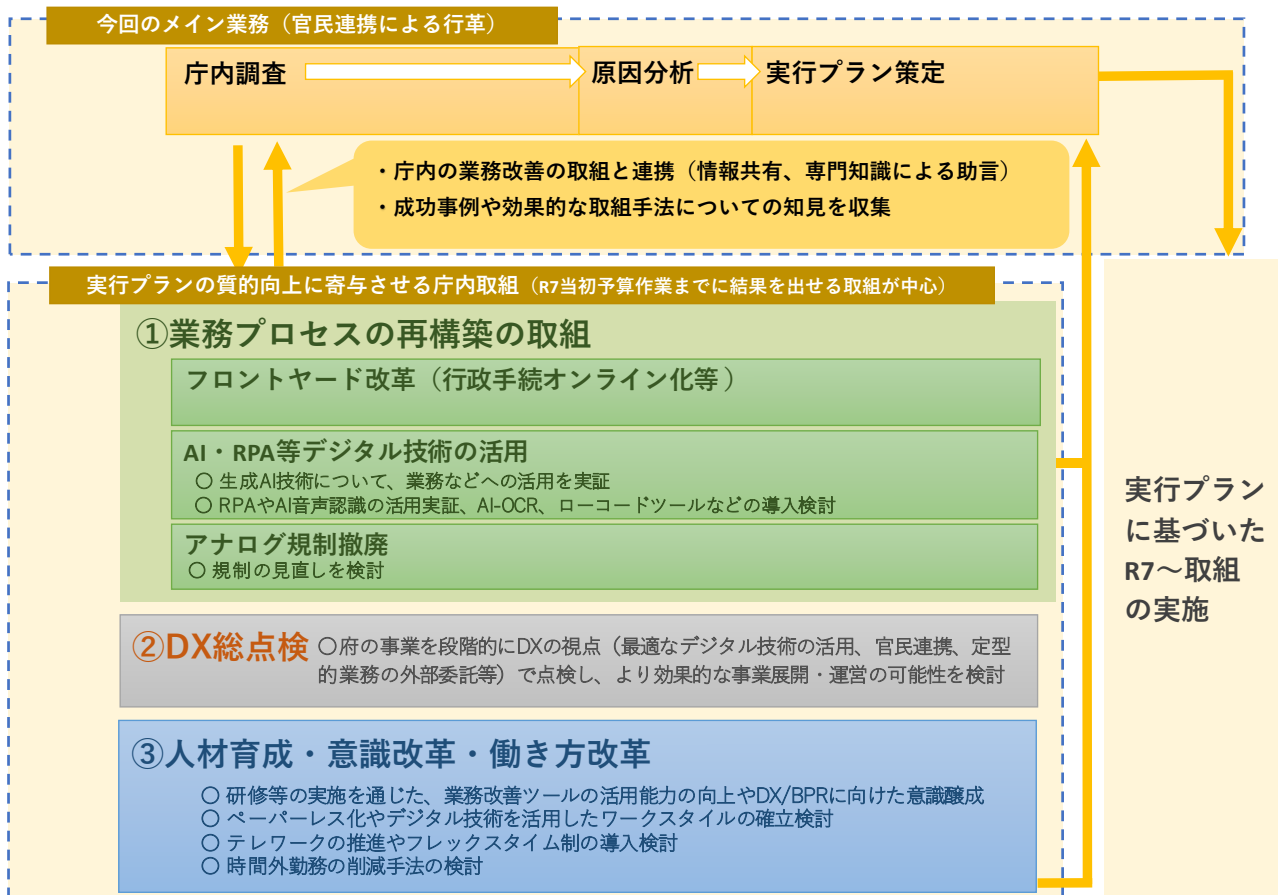 今回のメイン業務（官民連携による行革）
庁内調査
原因分析
実行プラン策定
・庁内の業務改善の取組と連携（情報共有、専門知識による助言）
・成功事例や効果的な取組手法についての知見を収集
実行プランの質的向上に寄与させる庁内取組（R7当初予算作業までに結果を出せる取組が中心）
①業務プロセスの再構築の取組
フロントヤード改革（行政手続オンライン化等）
AI・RPA等デジタル技術の活用
○ 生成AI技術について、業務などへの活用を実証
○ RPAやAI音声認識の活用実証、AI-OCR、ローコードツールなどの導入検討
アナログ規制撤廃
○ 規制の見直しを検討
②DX総点検
○府の事業を段階的にDXの視点（最適なデジタル技術の活用、官民連携、定型
的業務の外部委託等）で点検し、より効果的な事業展開・運営の可能性を検討
③人材育成・意識改革・働き方改革
○ 研修等の実施を通じた、業務改善ツールの活用能力の向上やDX/BPRに向けた意識醸成
○ ペーパーレス化やデジタル技術を活用したワークスタイルの確立検討
○ テレワークの推進やフレックスタイム制の導入検討
○ 時間外勤務の削減手法の検討
実行プラン
に基づいた
R7～取組
の実施